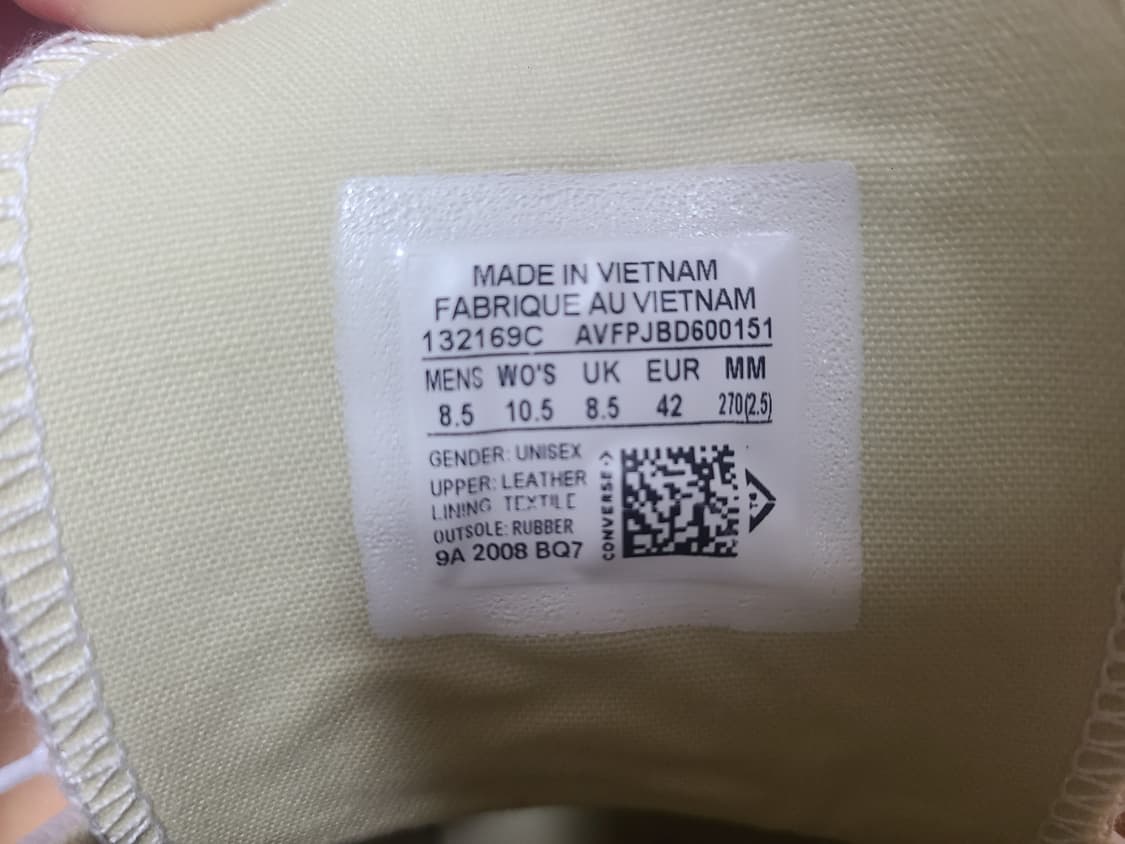 MADE IN VIETNAM
FABRIQUE AU VIETNAM
132169C AVFPJBD600151
MENS WO'S UK EUR MM
8.5 10.5 8.5 42 270(2.5)
GENDER: UNISEX
UPPER: LEATHER
LINING TEXTILE
OUTSOLE: RUBBER
9A 2008 BQ7
CONVERSE